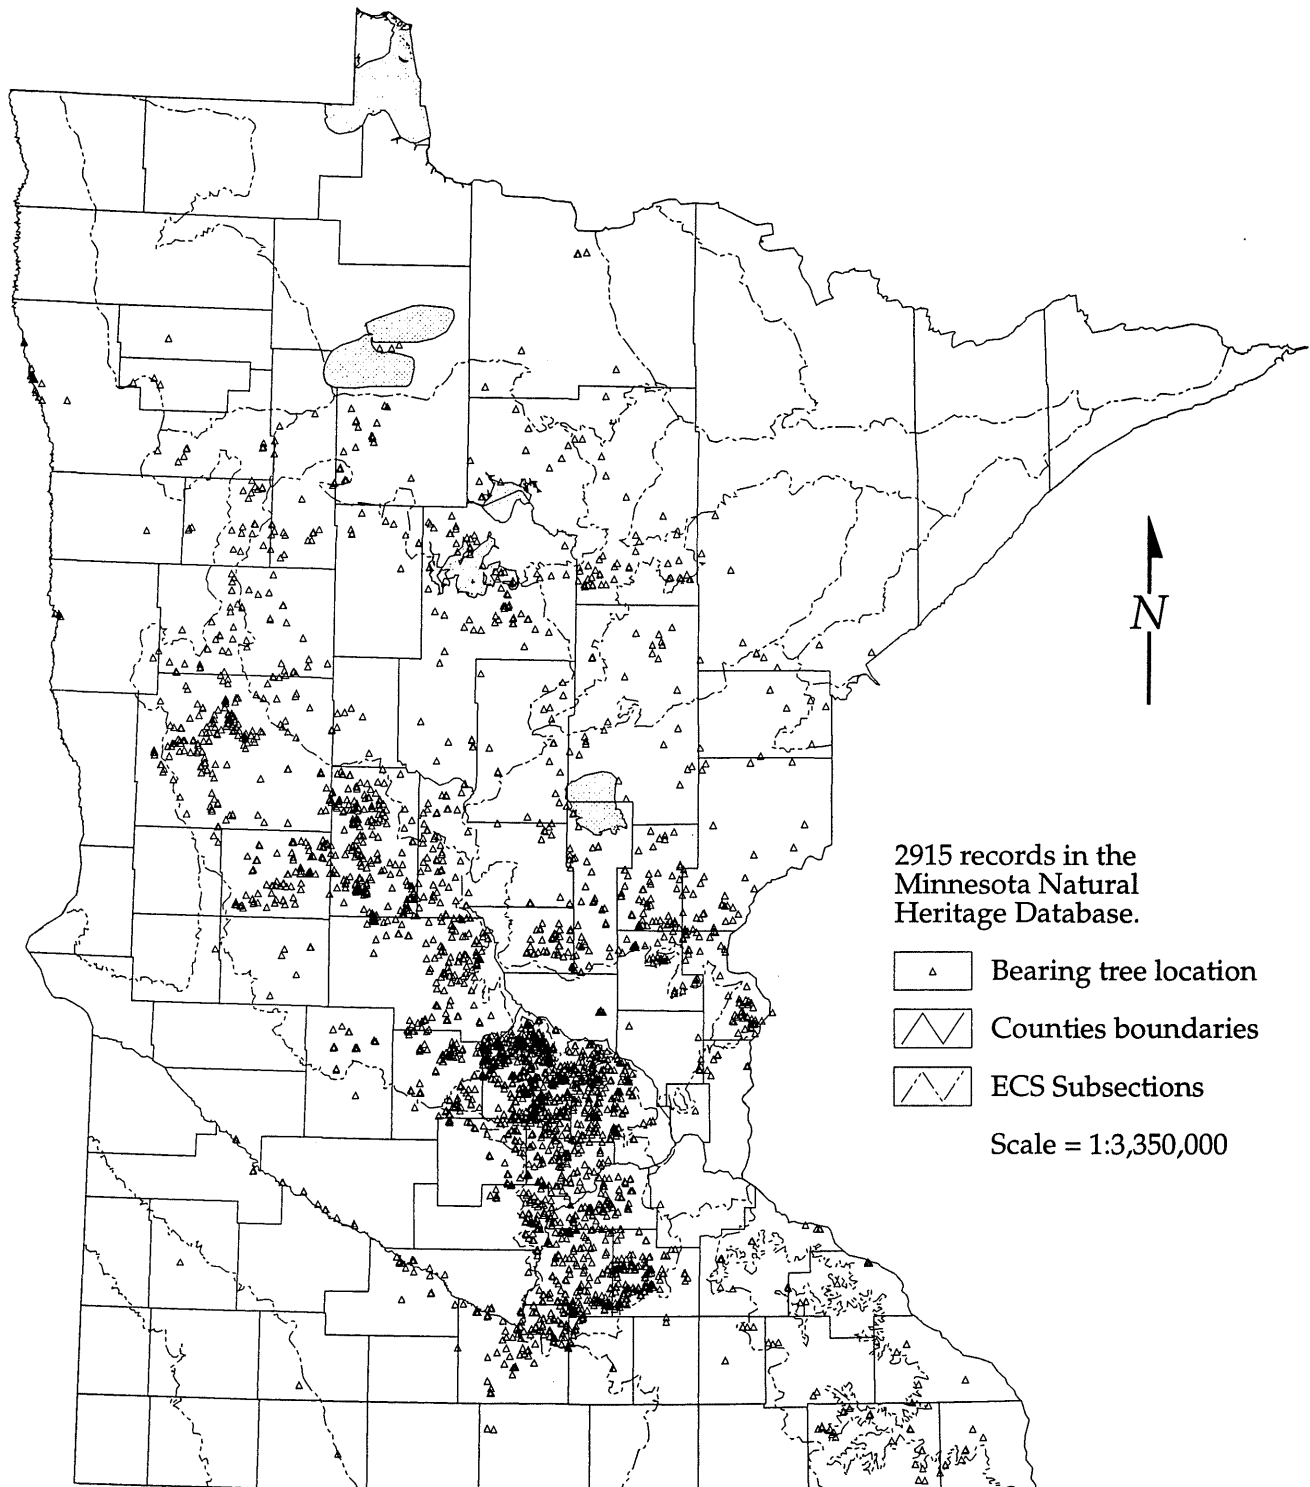 N
2915 records in the
Minnesota Natural
Heritage Database.
Bearing tree location
Counties boundaries
ECS Subsections
Scale = 1:3,350,000